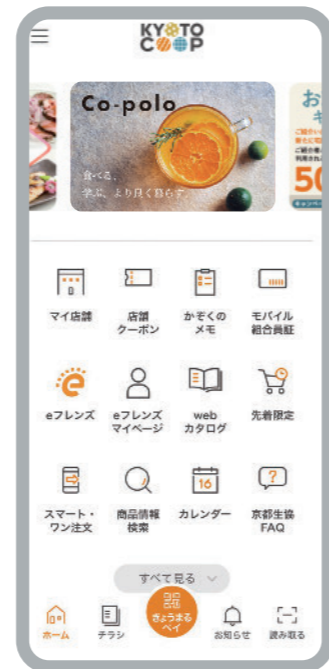 KYOTO
COOP
Co-polo
食べる、
学ぶ、より良く暮らす。
お
キ
50
マイ店舗
店舗
クーポン
かぞくの
メモ
モバイル
組合員証
eフレンズ
eフレンズ
マイページ
web
カタログ
先着限定
スマート・
ワン注文
商品情報
検索
16
カレンダー
?
京都生協
FAQ
すべて見る
ホーム
チラシ
きょうまる
ペイ
お知らせ
読み取る